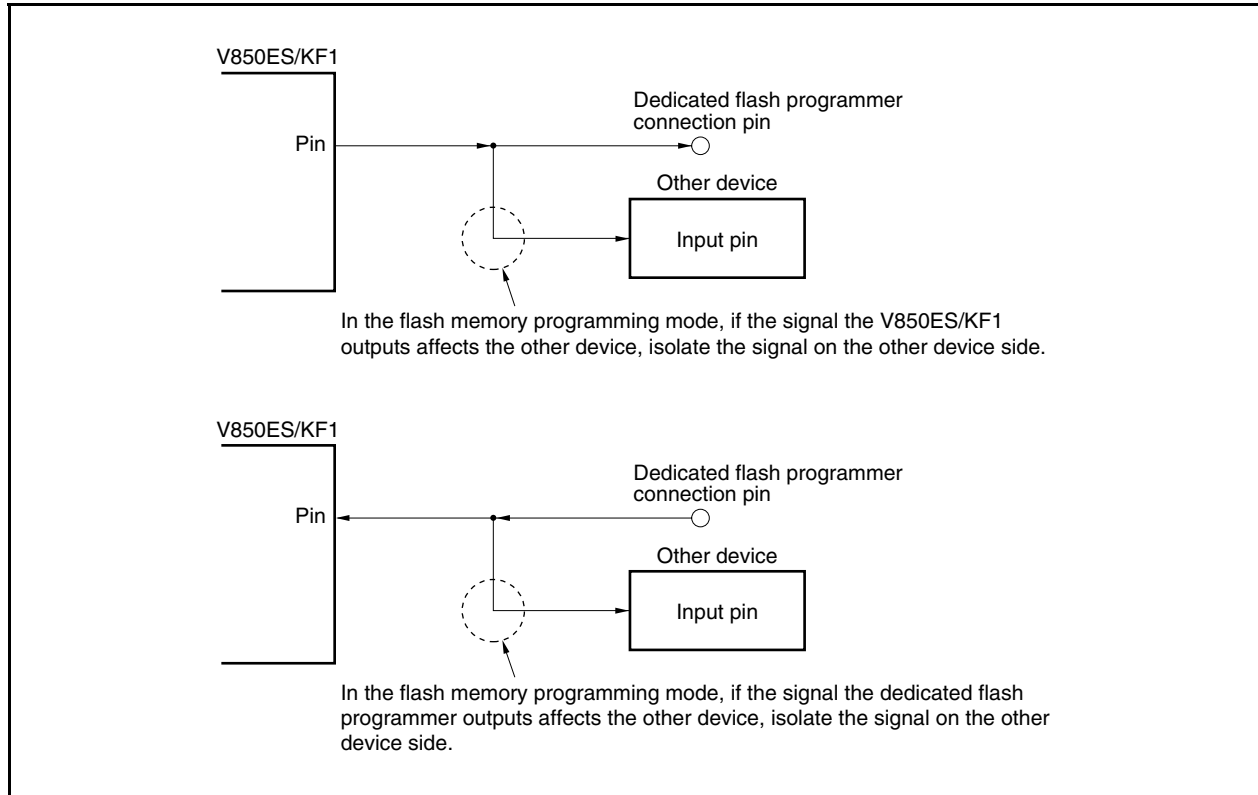 V850ES/KF1
Pin
Dedicated flash programmer
connection pin
Other device
Input pin
In the flash memory programming mode, if the signal the V850ES/KF1
outputs affects the other device, isolate the signal on the other device side.
V850ES/KF1
Pin
Dedicated flash programmer
connection pin
Other device
Input pin
In the flash memory programming mode, if the signal the dedicated flash
programmer outputs affects the other device, isolate the signal on the other
device side.